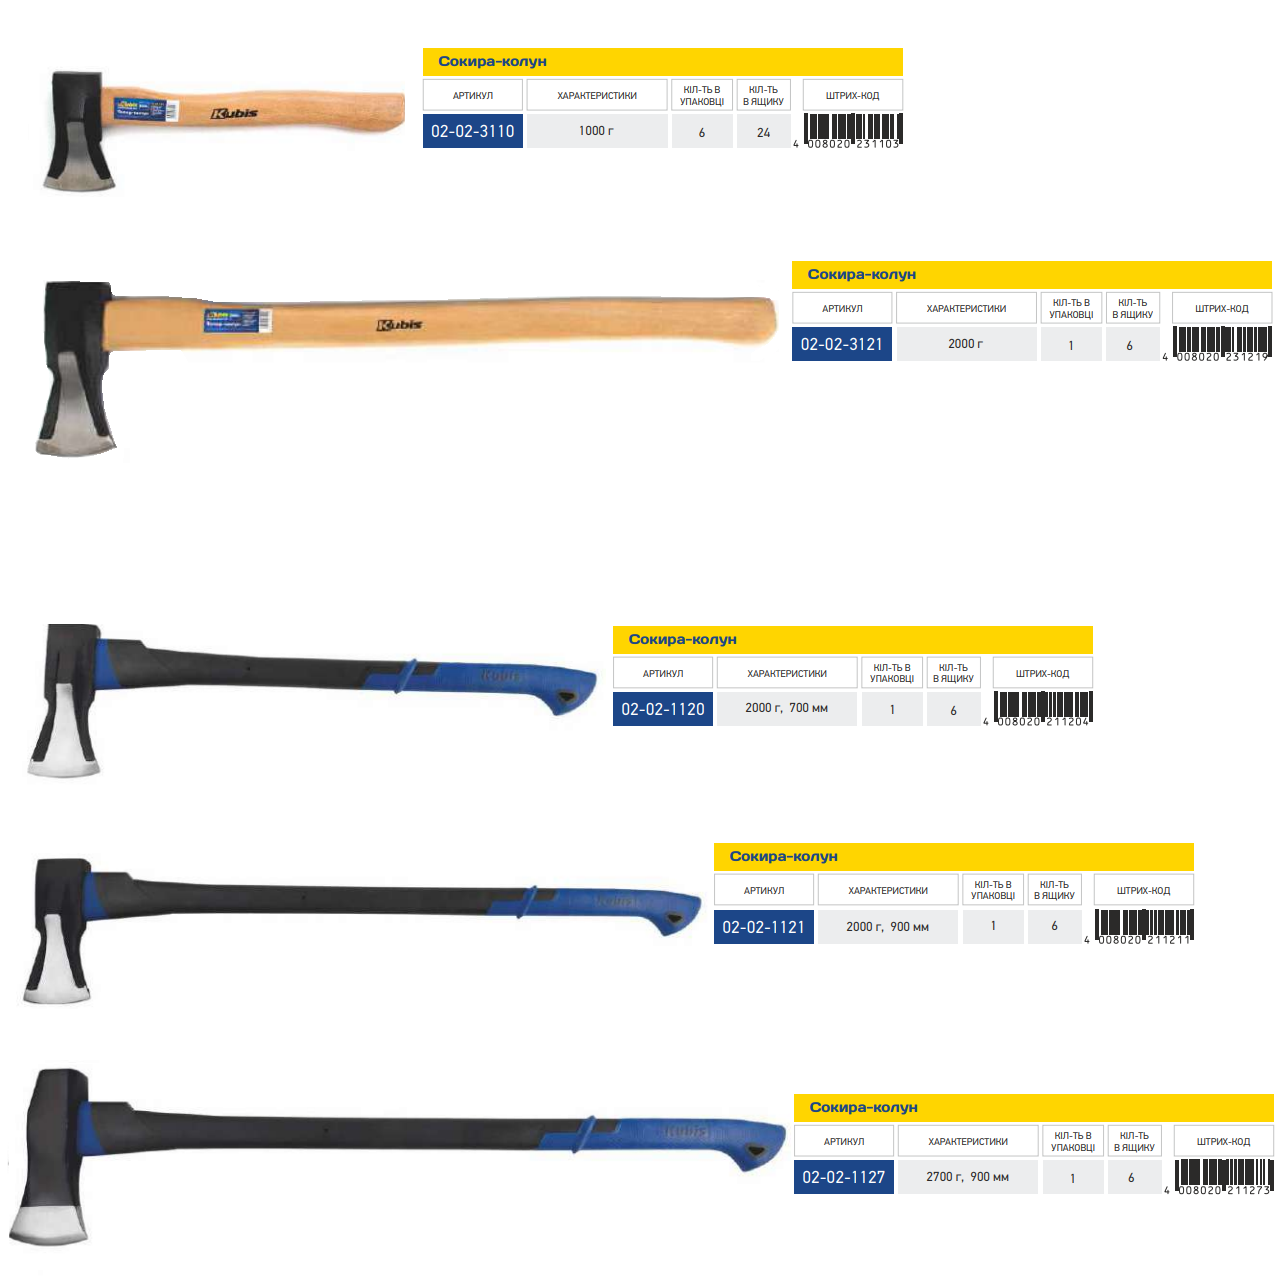 Сокира-колун
АРТИКУЛ ХАРАКТЕРИСТИКИ КІЛ-ТЬ В УПАКОВЦІ КІЛ-ТЬ В ЯЩИКУ ШТРИХ-КОД
02-02-3110 1000 г 6 24 4 008020 231103
Kubis
Сокира-колун
АРТИКУЛ ХАРАКТЕРИСТИКИ КІЛ-ТЬ В УПАКОВЦІ КІЛ-ТЬ В ЯЩИКУ ШТРИХ-КОД
02-02-3121 2000 г 1 6 4 008020 231219
Kubis
Сокира-колун
АРТИКУЛ ХАРАКТЕРИСТИКИ КІЛ-ТЬ В УПАКОВЦІ КІЛ-ТЬ В ЯЩИКУ ШТРИХ-КОД
02-02-1120 2000 г, 700 мм 1 6 4 008020 211204
Kubis
Сокира-колун
АРТИКУЛ ХАРАКТЕРИСТИКИ КІЛ-ТЬ В УПАКОВЦІ КІЛ-ТЬ В ЯЩИКУ ШТРИХ-КОД
02-02-1121 2000 г, 900 мм 1 6 4 008020 211211
Kubis
Сокира-колун
АРТИКУЛ ХАРАКТЕРИСТИКИ КІЛ-ТЬ В УПАКОВЦІ КІЛ-ТЬ В ЯЩИКУ ШТРИХ-КОД
02-02-1127 2700 г, 900 мм 1 6 4 008020 211273
Kubis